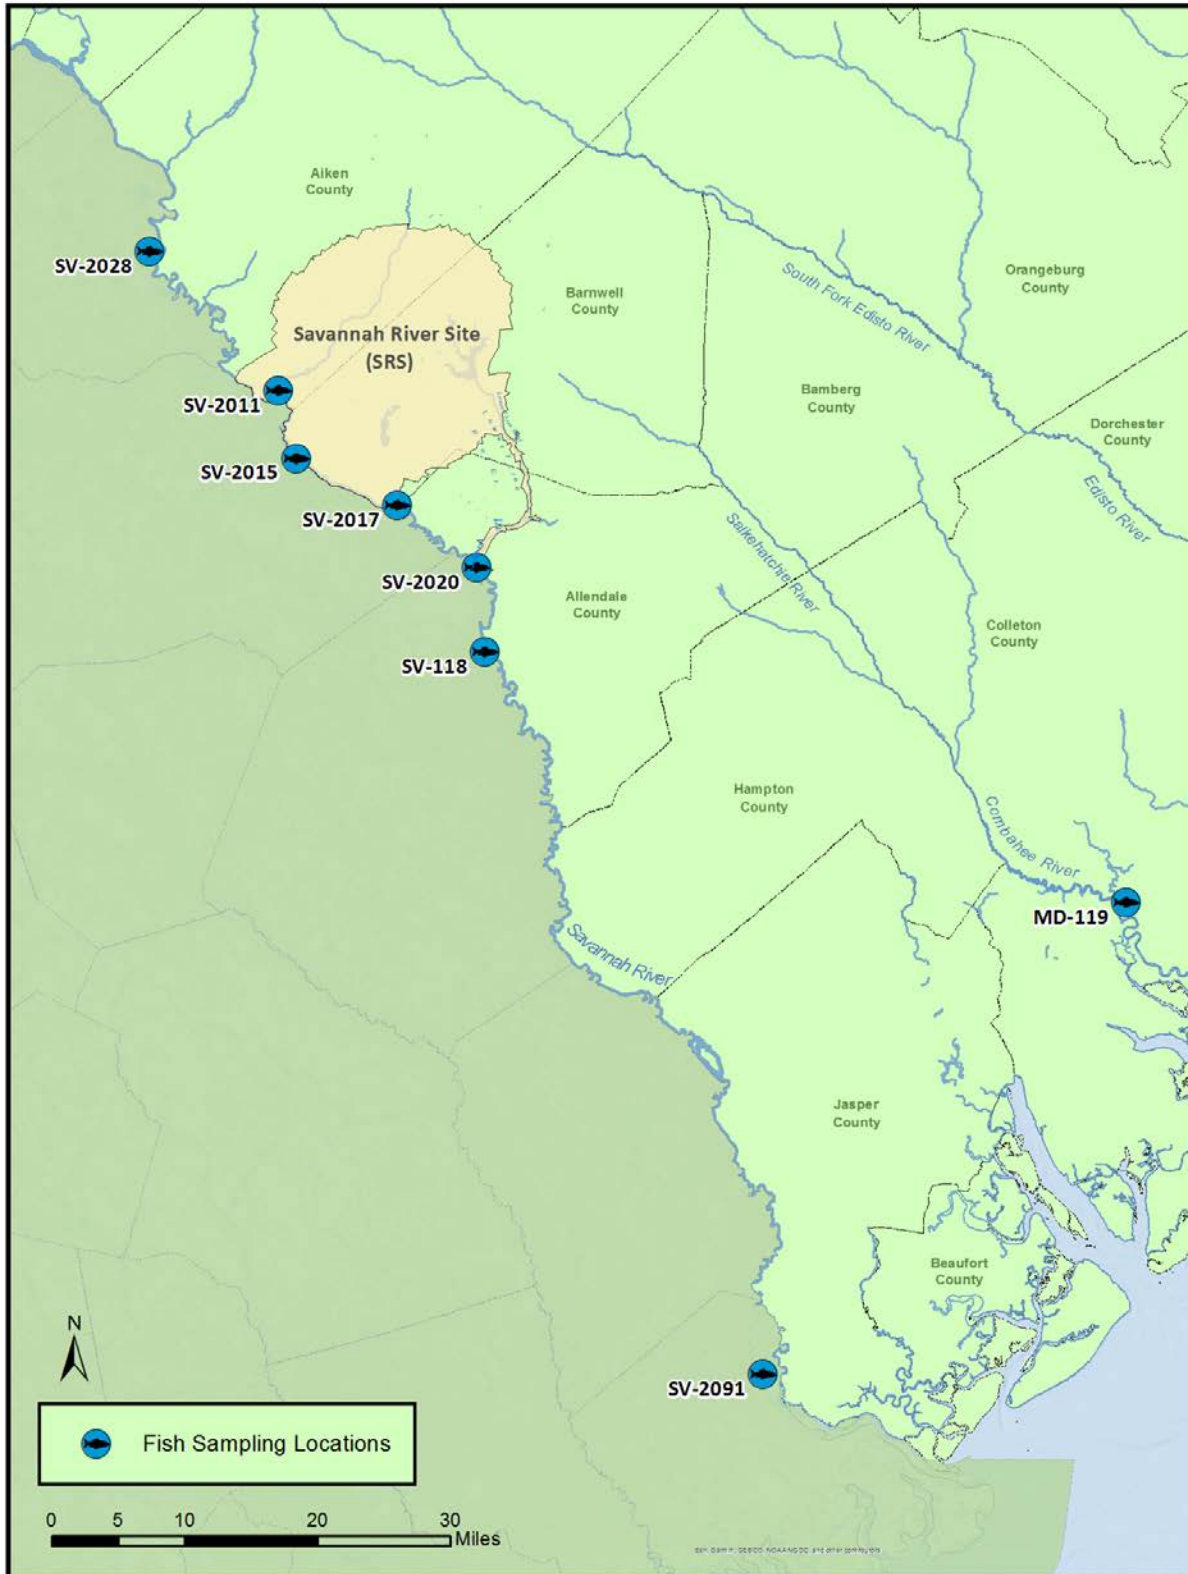 Aiken
County
SV-2028
Barnwell
County
South Fork Edisto River
Orangeburg
County
Savannah River Site
(SRS)
SV-2011
Bamberg
County
Dorchester
County
SV-2015
SV-2017
Edisto River
Salkehatchie River
SV-2020
Allendale
County
Colleton
County
SV-118
Hampton
County
Combahee River
MD-119
Savannah River
Jasper
County
Beaufort
County
SV-2091
N
Fish Sampling Locations
0 5 10 20 30
Miles